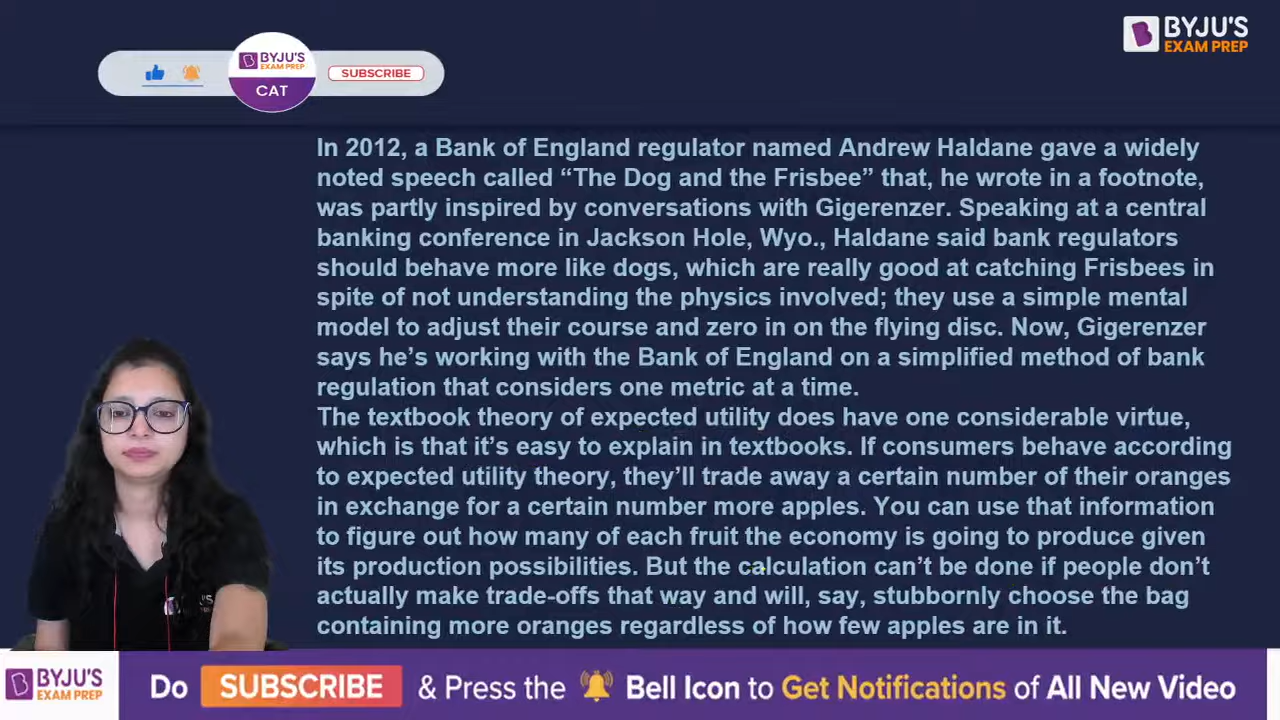 BYJU'S
EXAM PREP
BYJU'S
EXAM PREP
CAT
SUBSCRIBE
In 2012, a Bank of England regulator named Andrew Haldane gave a widely
noted speech called “The Dog and the Frisbee” that, he wrote in a footnote,
was partly inspired by conversations with Gigerenzer. Speaking at a central
banking conference in Jackson Hole, Wyo., Haldane said bank regulators
should behave more like dogs, which are really good at catching Frisbees in
spite of not understanding the physics involved; they use a simple mental
model to adjust their course and zero in on the flying disc. Now, Gigerenzer
says he’s working with the Bank of England on a simplified method of bank
regulation that considers one metric at a time.
The textbook theory of expected utility does have one considerable virtue,
which is that it’s easy to explain in textbooks. If consumers behave according
to expected utility theory, they’ll trade away a certain number of their oranges
in exchange for a certain number more apples. You can use that information
to figure out how many of each fruit the economy is going to produce given
its production possibilities. But the calculation can’t be done if people don’t
actually make trade-offs that way and will, say, stubbornly choose the bag
containing more oranges regardless of how few apples are in it.
BYJU'S
EXAM PREP
Do SUBSCRIBE & Press the Bell Icon to Get Notifications of All New Video